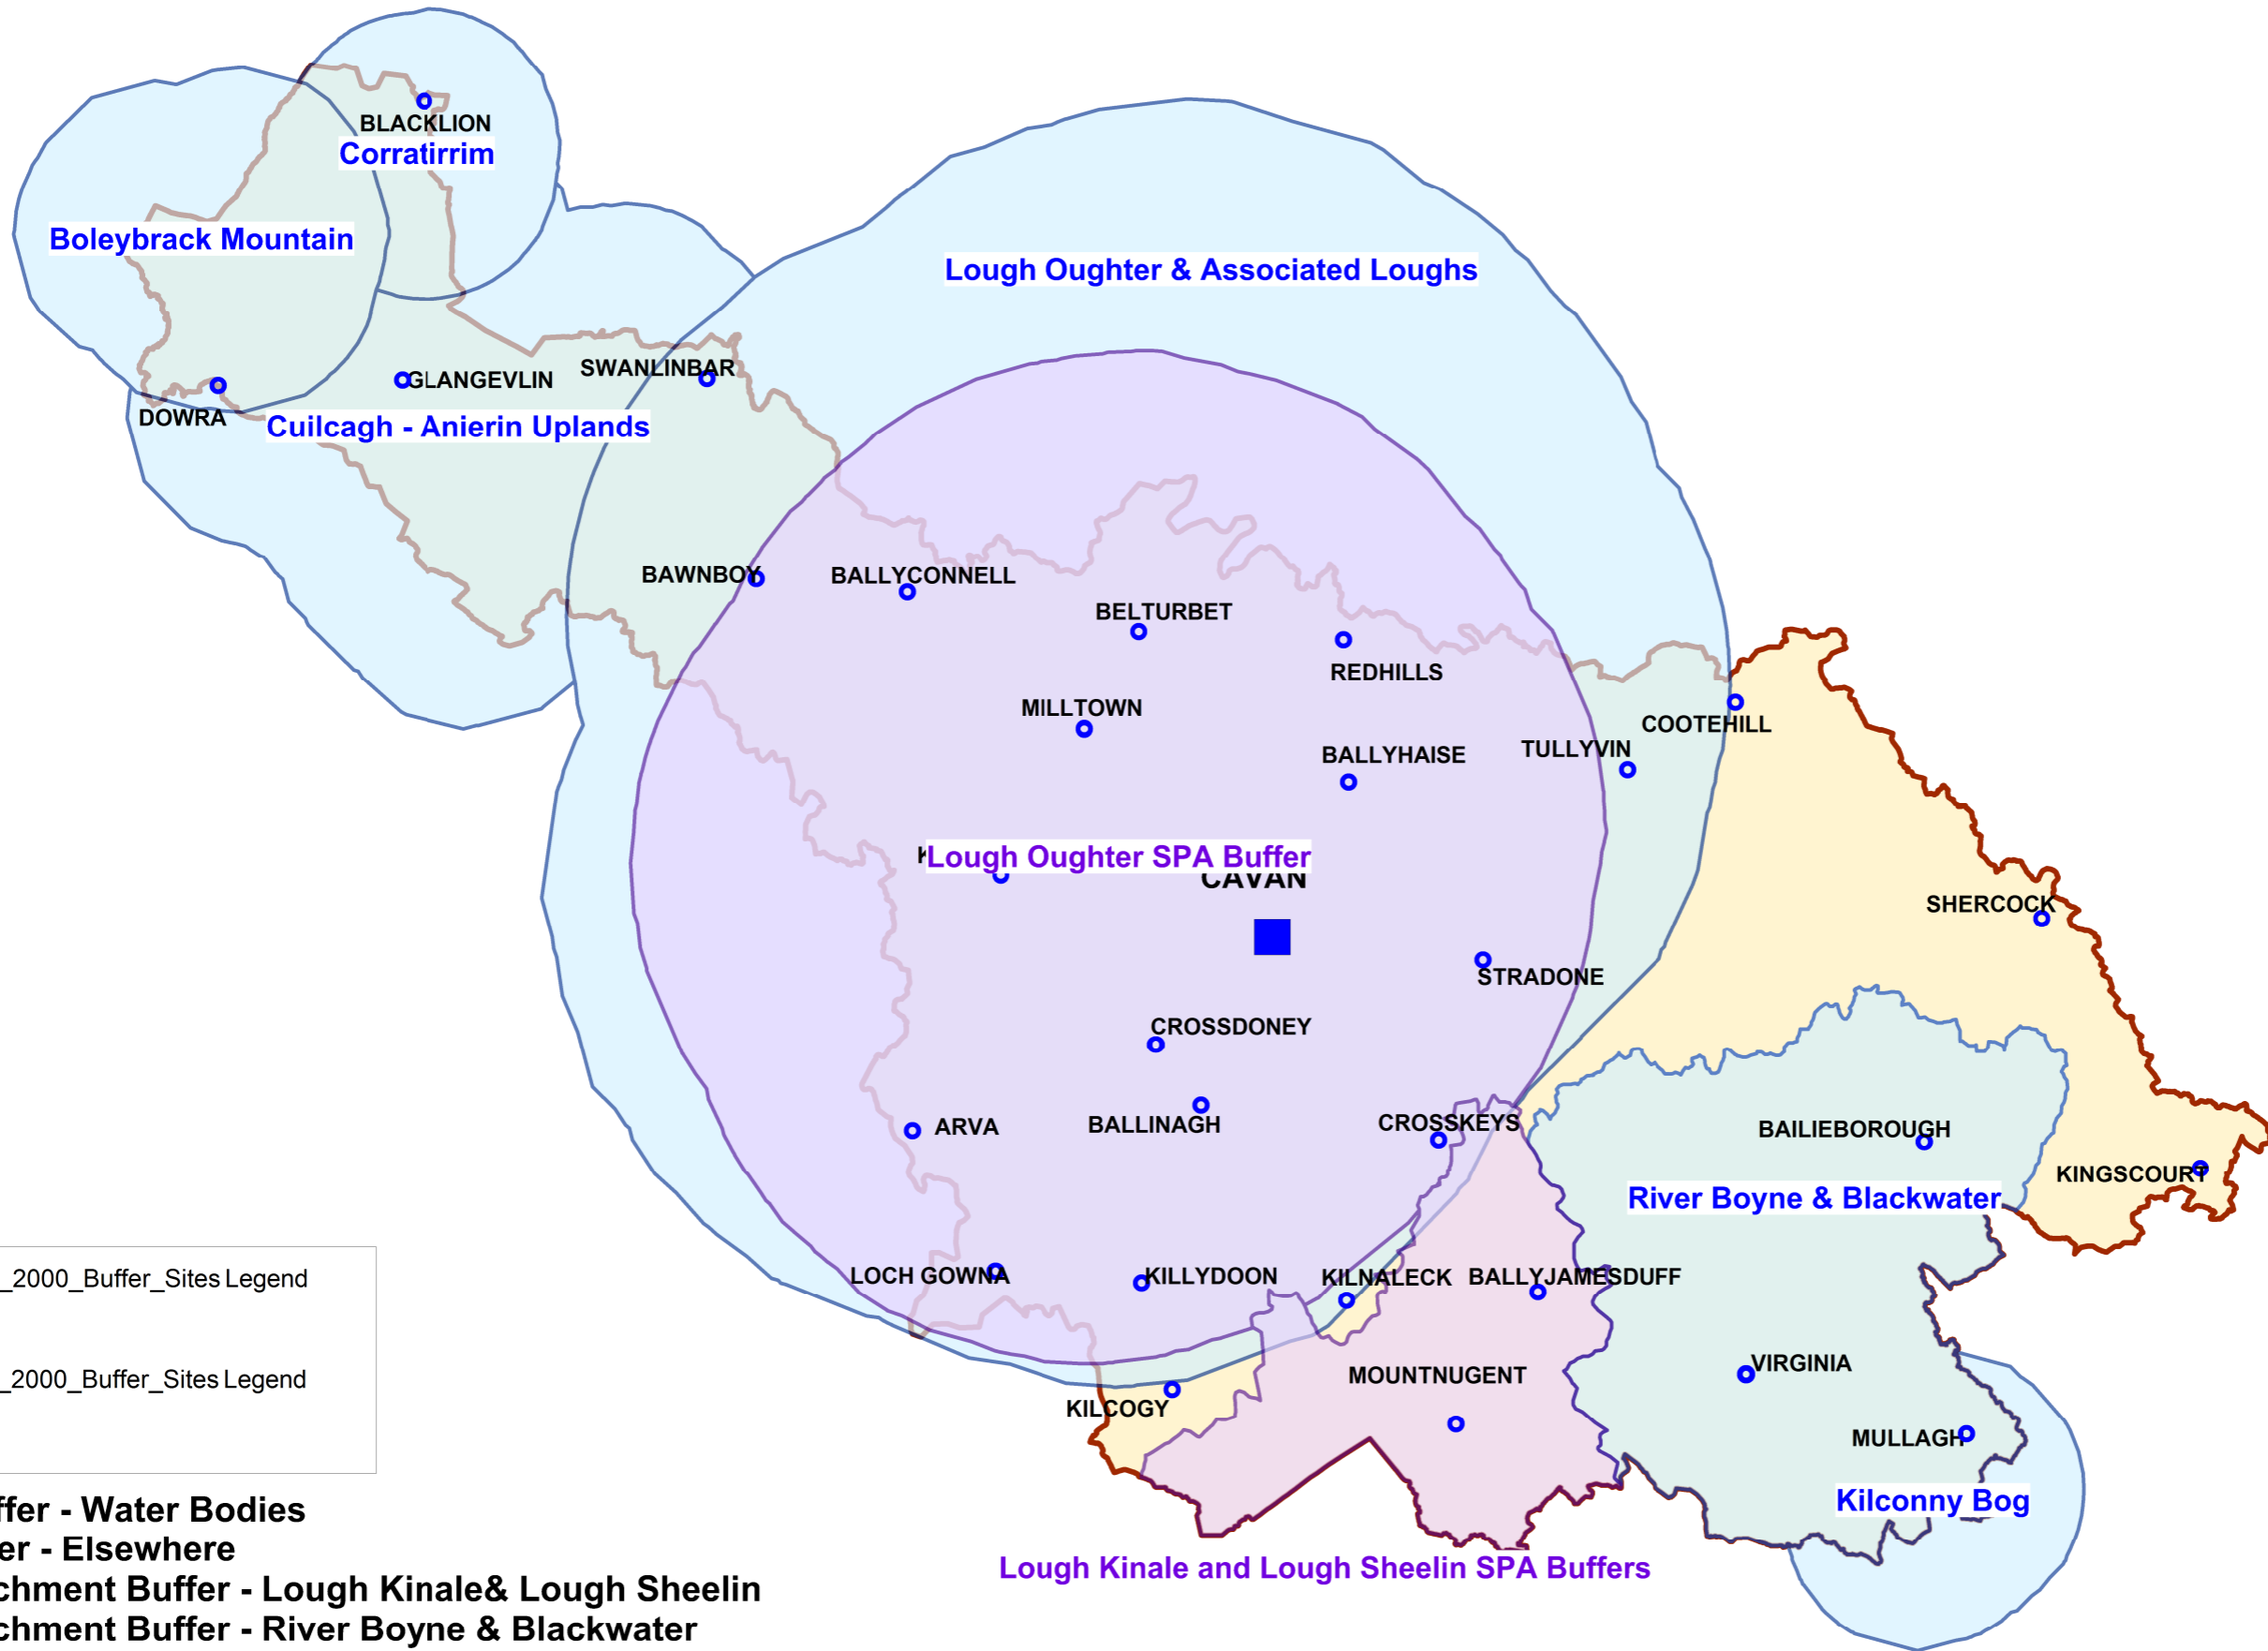 BLACKLION
Corratirrim
Boleybrack Mountain
Lough Oughter & Associated Loughs
SWANLINBAR
GLANGEVLIN
DOWRA
Cuilcagh - Anierin Uplands
BAWNBOY
BALLYCONNELL
BELTURBET
REDHILLS
MILLTOWN
COOTEHILL
TULLYVIN
BALLYHAISE
Lough Oughter SPA Buffer
CAVAN
SHERCOCK
STRADONE
CROSSDONEY
ARVA
BALLINAGH
CROSSKEYS
BAILIEBOROUGH
KINGSCOURT
River Boyne & Blackwater
LOCH GOWNA
KILLYDOON
KILNALECK
BALLYJAMESDUFF
_2000_Buffer_Sites Legend
VIRGINIA
MOUNTNUGENT
_2000_Buffer_Sites Legend
KILCOGY
MULLAGH
Kilconny Bog
ffer - Water Bodies
er - Elsewhere
Lough Kinale and Lough Sheelin SPA Buffers
chment Buffer - Lough Kinale& Lough Sheelin
chment Buffer - River Boyne & Blackwater